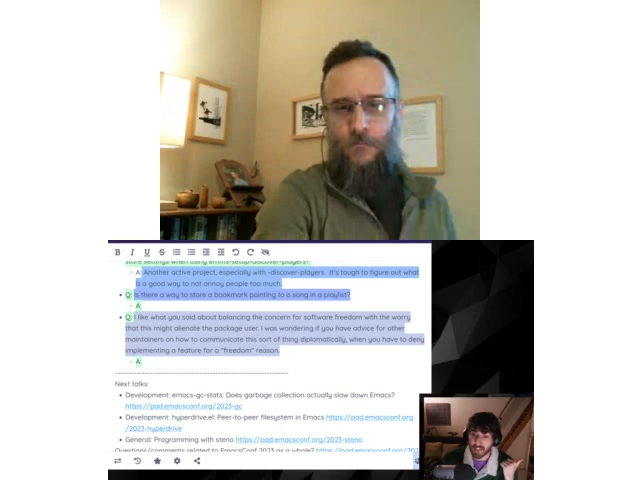 B I U S
store settings when using emms-setup-discover-players?
A: Another active project, especially with -discover-players. It's tough to figure out what
is a good way to not annoy people too much.
Q: Is there a way to store a bookmark pointing to a song in a playlist?
A:
Q: I like what you said about balancing the concern for software freedom with the worry
that this might alienate the package user. I was wondering if you have advice for other
maintainers on how to communicate this sort of thing diplomatically, when you have to deny
implementing a feature for a "freedom" reason.
A:
----------------------------------------------------------------
Next talks:
Development: emacs-gc-stats: Does garbage collection actually slow down Emacs?
https://pad.emacsconf.org/2023-gc
Development: hyperdrive.el: Peer-to-peer filesystem in Emacs https://pad.emacsconf.org
/2023-hyperdrive
General: Programming with steno https://pad.emacsconf.org/2023-steno
Questions/comments related to EmacsConf 2023 as a whole? https://pad.emacsconf.org/2023